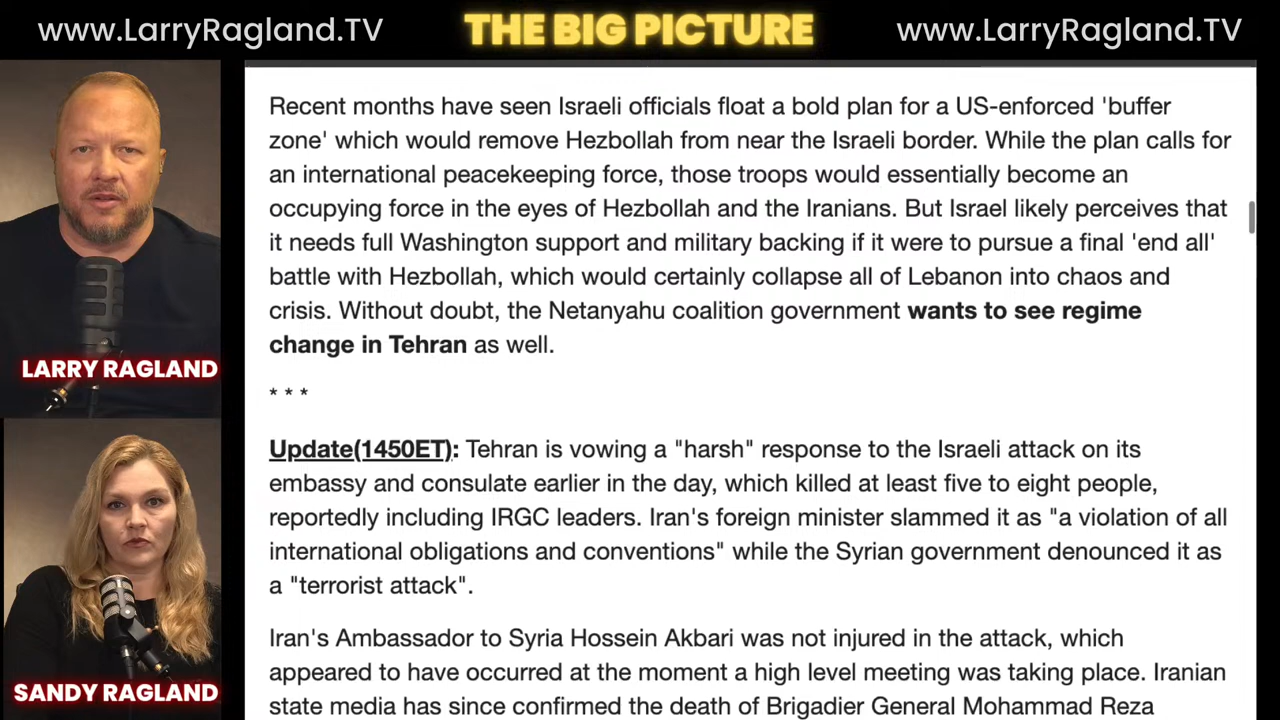 www.LarryRagland.TV
THE BIG PICTURE
www.LarryRagland.TV
Recent months have seen Israeli officials float a bold plan for a US-enforced 'buffer
zone' which would remove Hezbollah from near the Israeli border. While the plan calls for
an international peacekeeping force, those troops would essentially become an
occupying force in the eyes of Hezbollah and the Iranians. But Israel likely perceives that
it needs full Washington support and military backing if it were to pursue a final 'end all'
battle with Hezbollah, which would certainly collapse all of Lebanon into chaos and
crisis. Without doubt, the Netanyahu coalition government wants to see regime
change in Tehran as well.
* * *
Update(1450ET): Tehran is vowing a "harsh" response to the Israeli attack on its
embassy and consulate earlier in the day, which killed at least five to eight people,
reportedly including IRGC leaders. Iran's foreign minister slammed it as "a violation of all
international obligations and conventions" while the Syrian government denounced it as
a "terrorist attack".
Iran's Ambassador to Syria Hossein Akbari was not injured in the attack, which
appeared to have occurred at the moment a high level meeting was taking place. Iranian
state media has since confirmed the death of Brigadier General Mohammad Reza
LARRY RAGLAND
SANDY RAGLAND